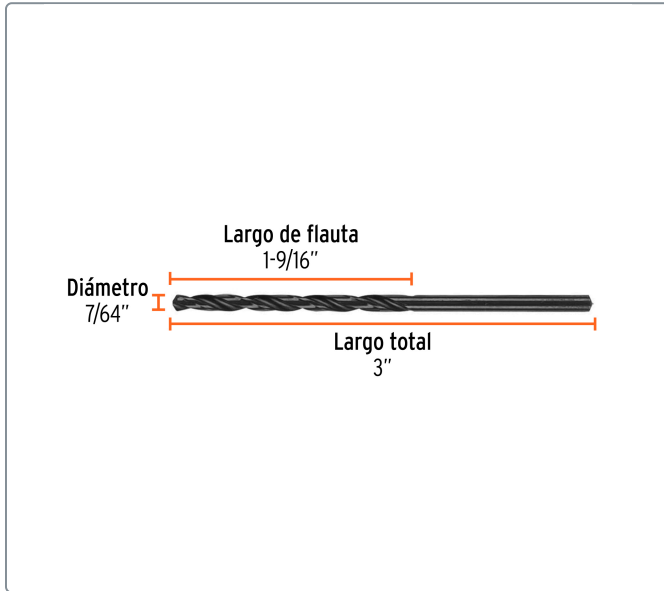 Largo de flauta
1-9/16”
Diámetro
7/64”
Largo total
3”